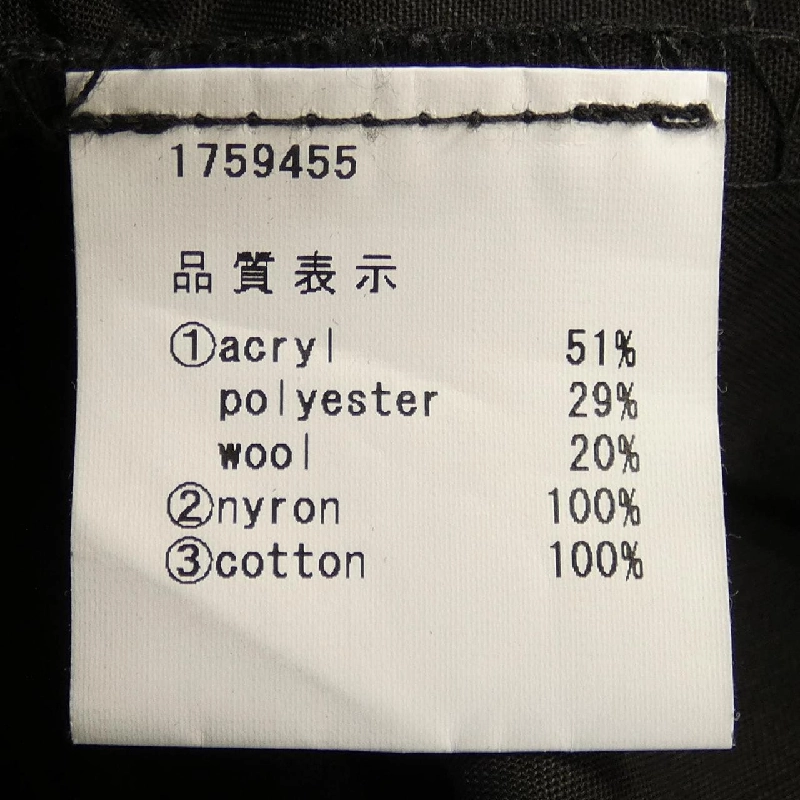 1759455
品質表示
①acryl 51%
polyester 29%
wool 20%
②nyron 100%
③cotton 100%